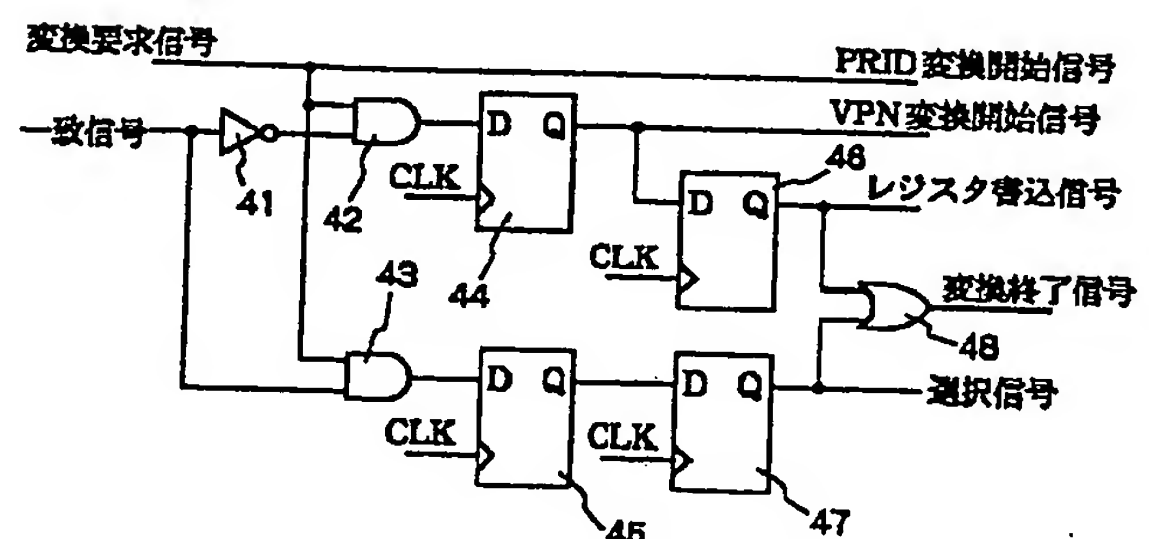 変換要求信号
PRID変換開始信号
一致信号
VPN変換開始信号
41
42
D Q
CLK
44
46
レジスタ書込信号
D Q
CLK
43
変換終了信号
48
D Q
CLK
45
D Q
CLK
47
選択信号